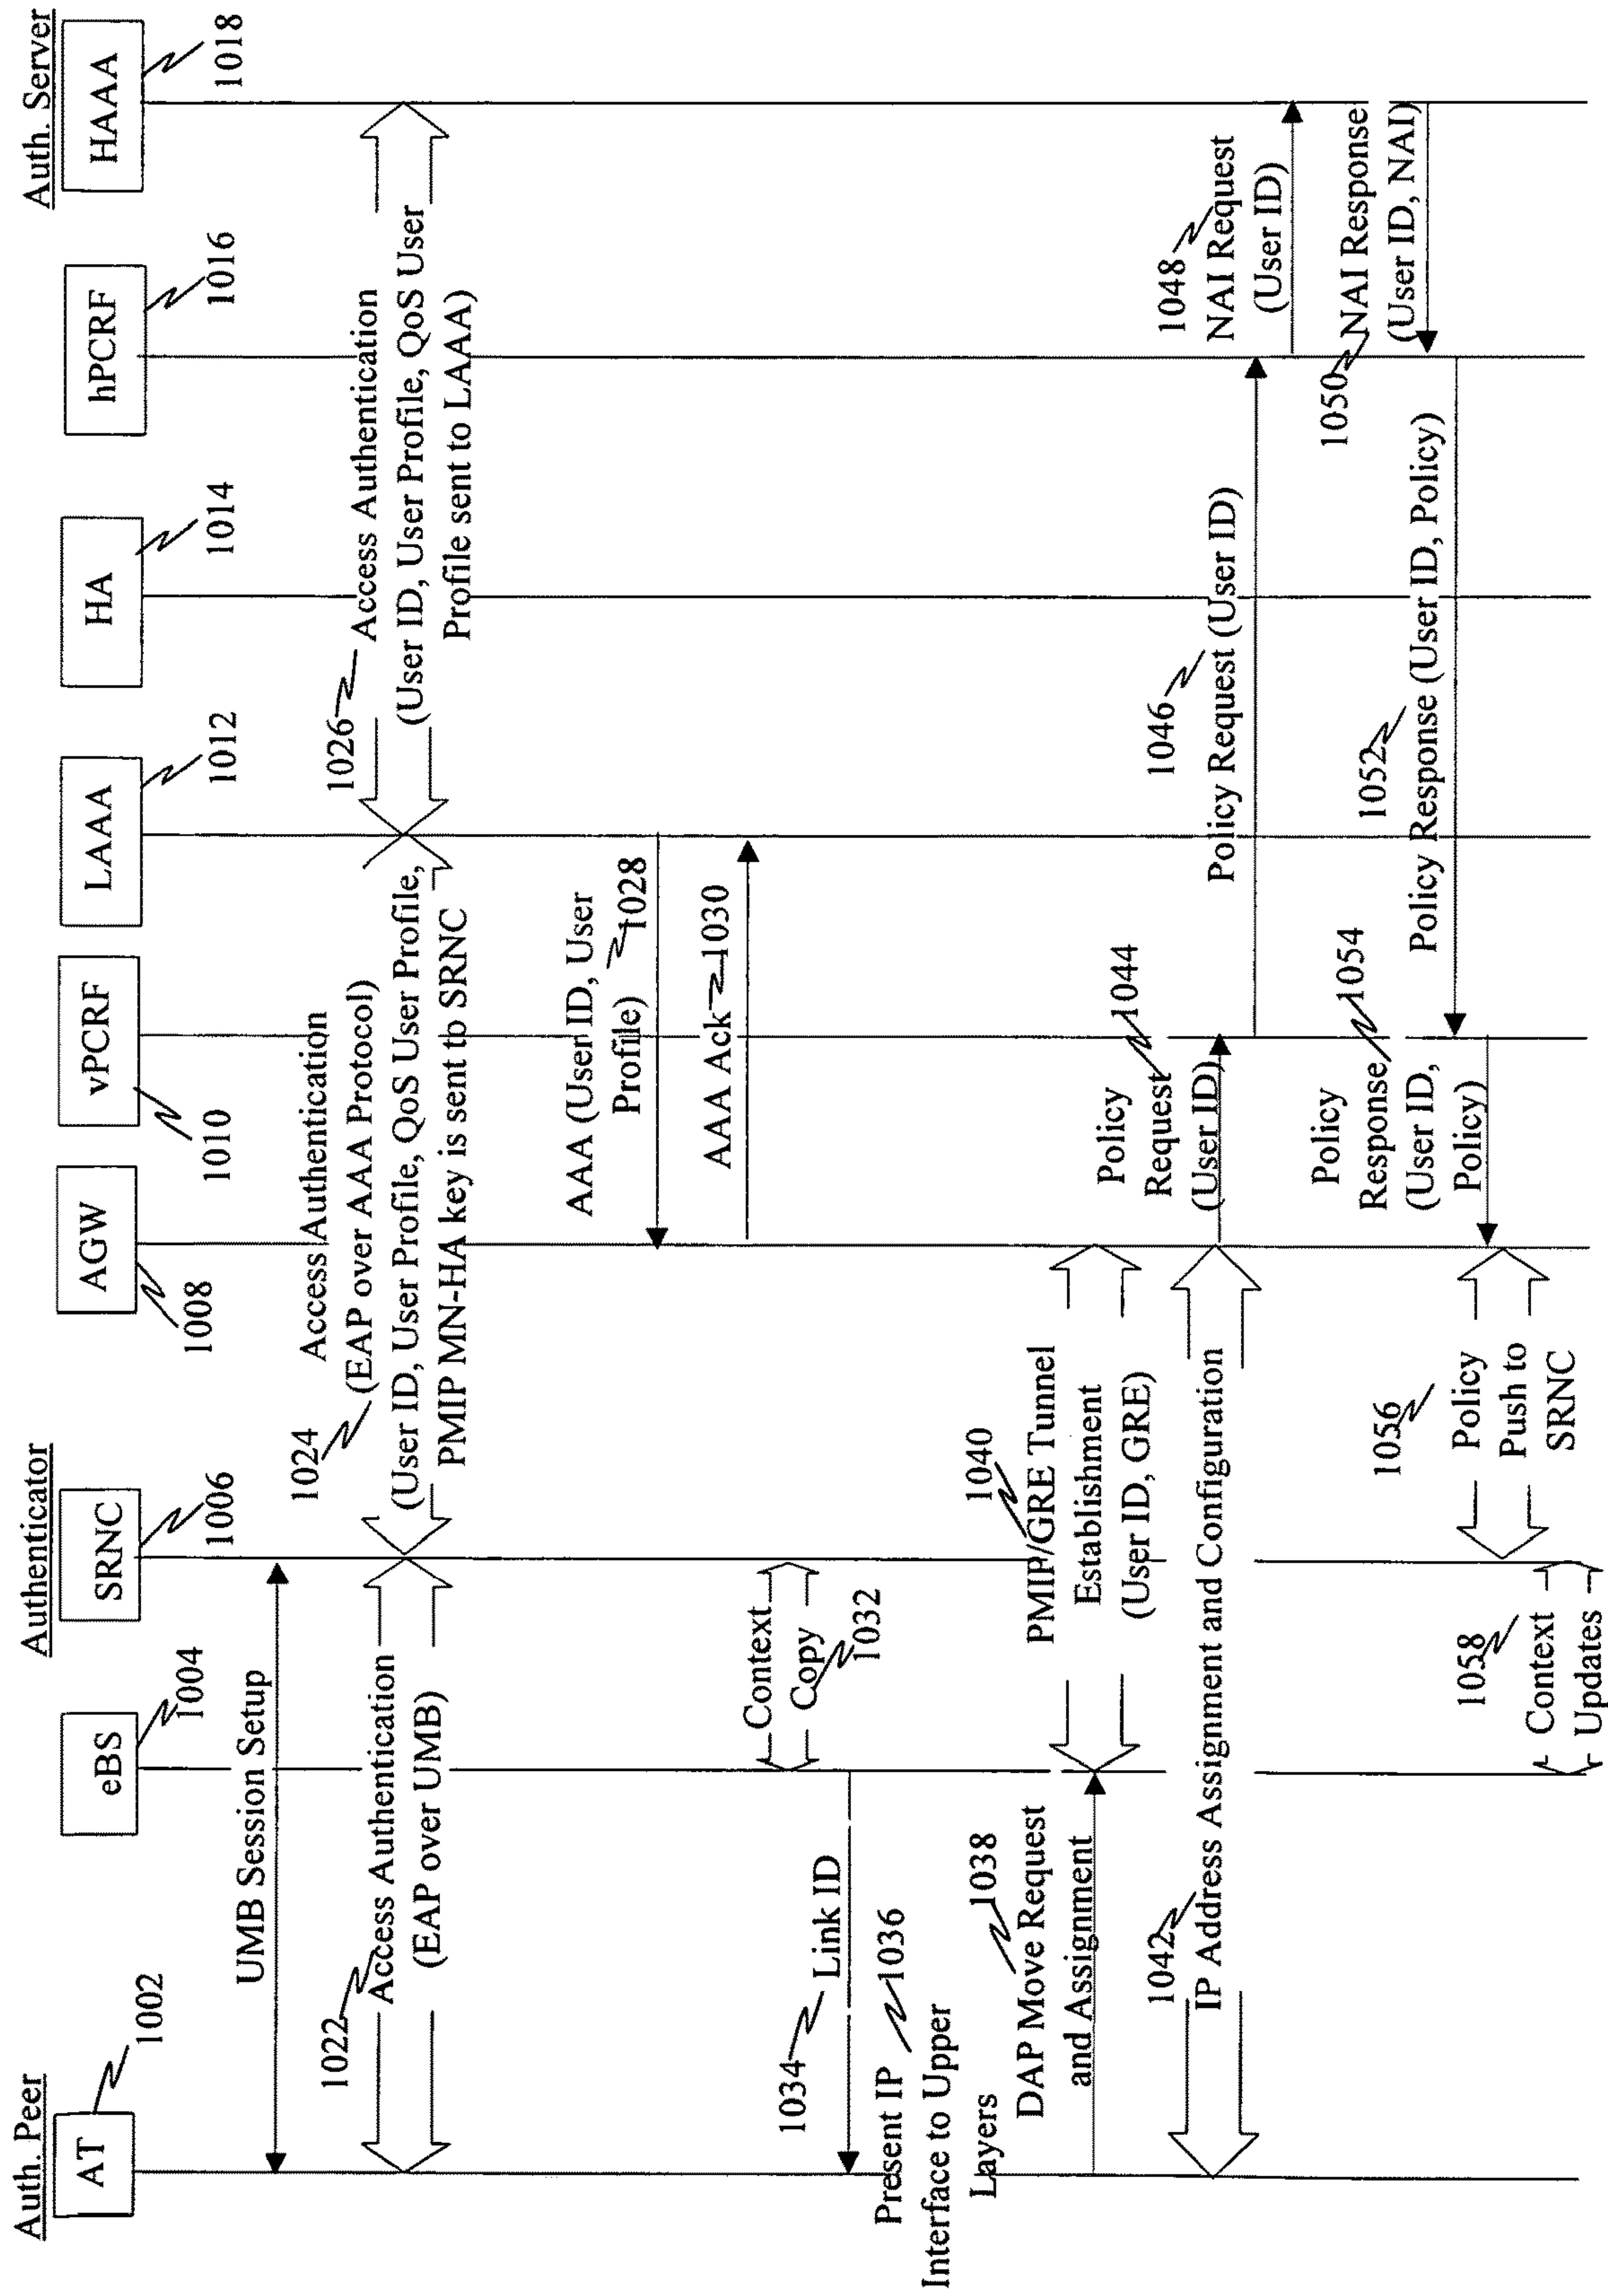 Auth. Peer
Authenticator
Auth. Server
AT
eBS
SRNC
AGW
vPCRF
LAAA
HA
hPCRF
HAAA
1002
1004
1006
1008
1010
1012
1014
1016
1018
UMB Session Setup
1022
Access Authentication
(EAP over UMB)
1024
Access Authentication
(EAP over AAA Protocol)
(User ID, User Profile, QoS User Profile,
PMIP MN-HA key is sent to SRNC
1026
Access Authentication
(User ID, User Profile, QoS User
Profile sent to LAAA)
AAA (User ID, User
Profile)
1028
AAA Ack
1030
Context
Copy
1032
1034
Link ID
Present IP
1036
Interface to Upper
Layers
1038
DAP Move Request
and Assignment
1040
PMIP/GRE Tunnel
Establishment
(User ID, GRE)
1042
IP Address Assignment and Configuration
1044
Policy
Request
(User ID)
1046
Policy Request (User ID)
1048
NAI Request
(User ID)
1050
NAI Response
(User ID, NAI)
1052
Policy Response (User ID, Policy)
1054
Policy
Response
(User ID,
Policy)
1056
Policy
Push to
SRNC
1058
Context
Updates